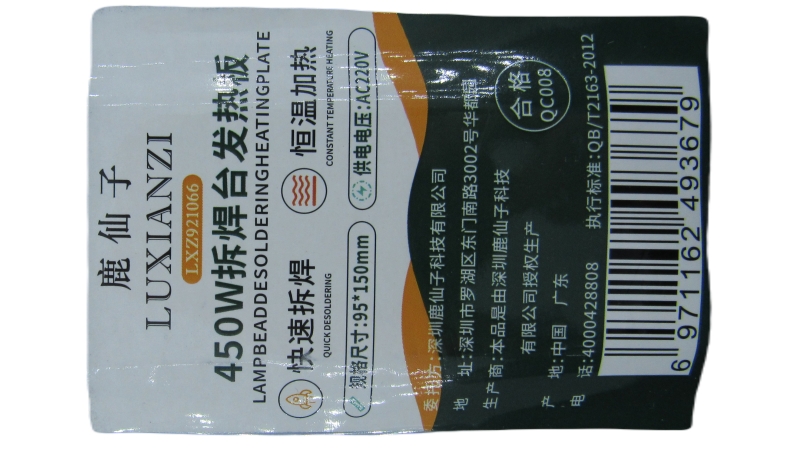 鹿仙子
LUXIANZI
LXZ921066
450W拆焊台发热板
LAMPBEADDESOLDERINGHEATINGPLATE
快速拆焊
QUICK DESOLDERING
恒温加热
CONSTANT TEMPERATURE HEATING
规格尺寸:95*150mm
供电电压:AC220V
委托方:深圳鹿仙子科技有限公司
地 址:深圳市罗湖区东门南路3002号华都园
生产商:本品是由深圳鹿仙子科技
有限公司授权生产
产 地:中国 广东
电 话:4000428808
执行标准:QB/T2163-2012
合格
QC008
6 971162 493679